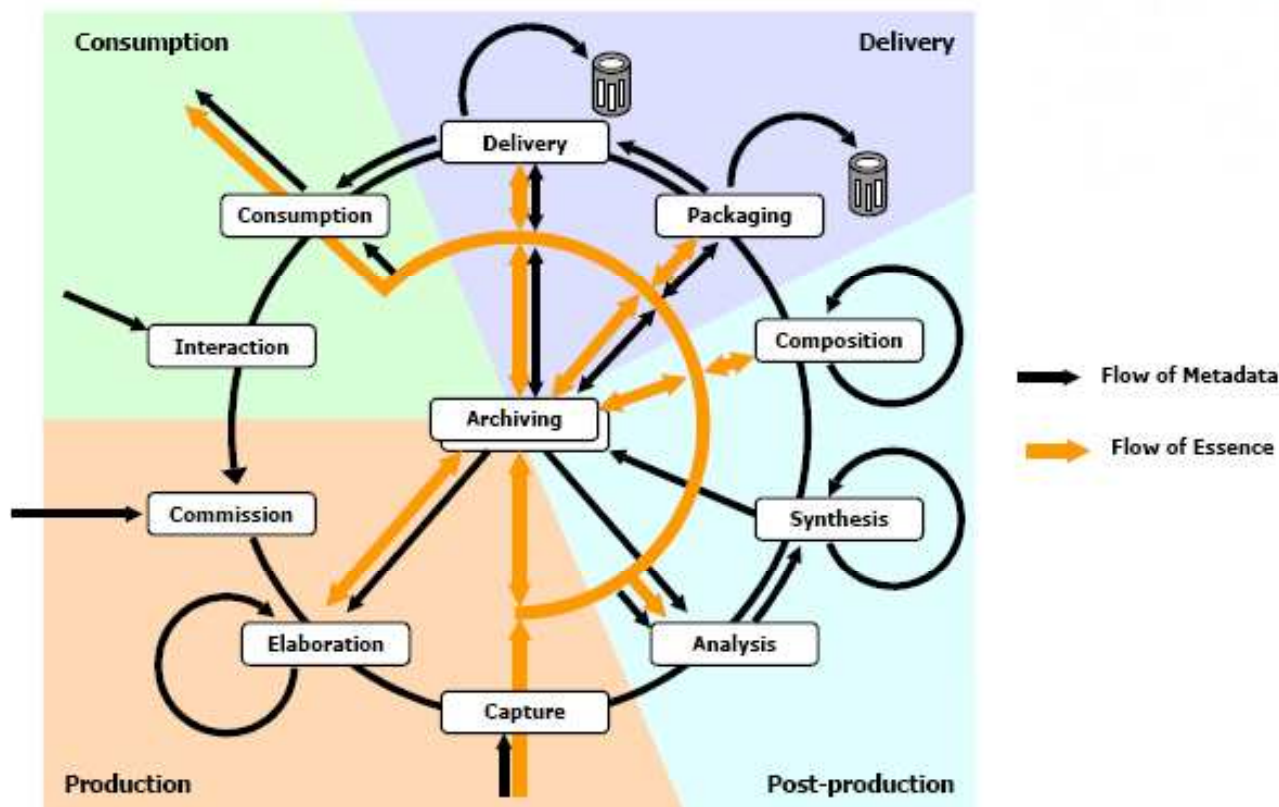 Consumption
Delivery
Delivery
Consumption
Packaging
Interaction
Composition
Flow of Metadata
Archiving
Flow of Essence
Commission
Synthesis
Elaboration
Analysis
Capture
Production
Post-production